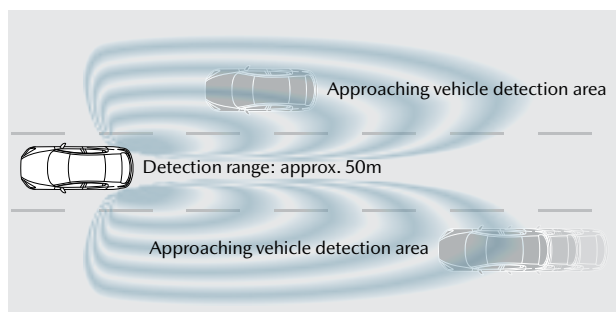 Approaching vehicle detection area
Detection range: approx. 50m
Approaching vehicle detection area